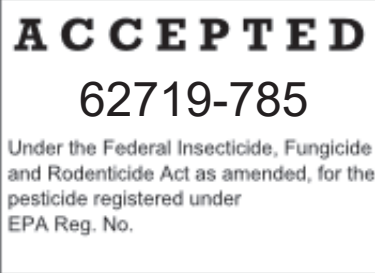 ACCEPTED
62719-785
Under the Federal Insecticide, Fungicide
and Rodenticide Act as amended, for the
pesticide registered under
EPA Reg. No.